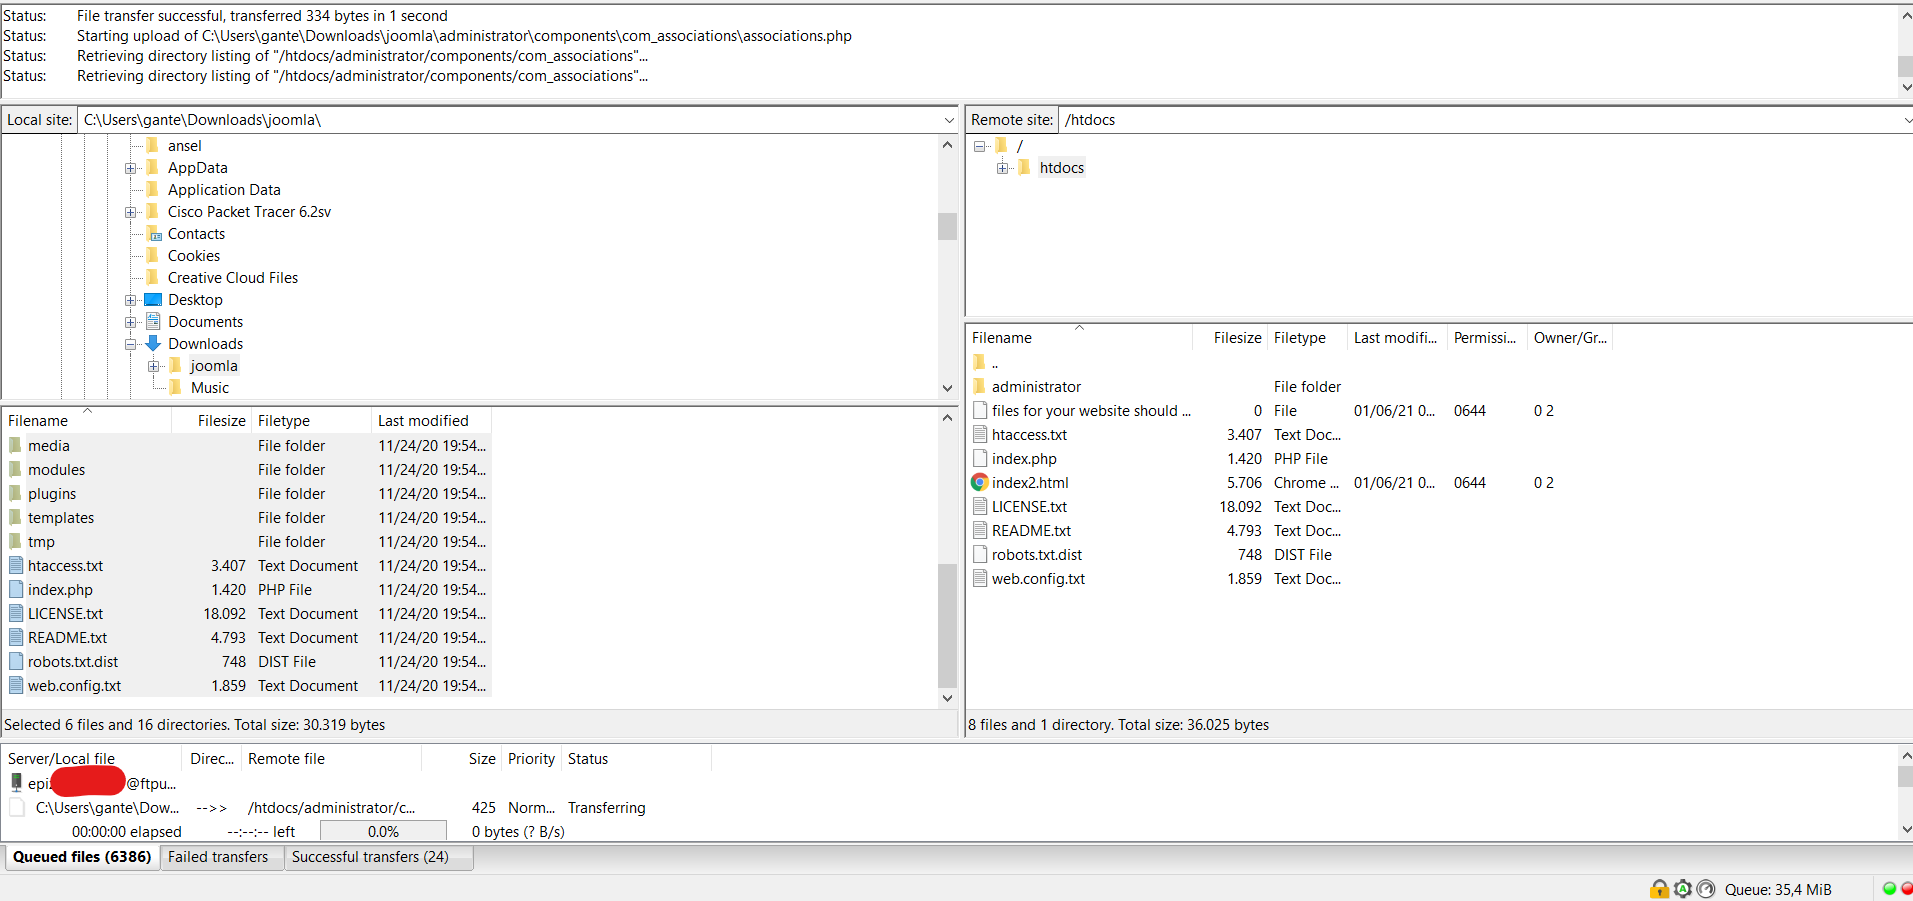 Status: File transfer successful, transferred 334 bytes in 1 second
Status: Starting upload of C:\Users\gante\Downloads\joomla\administrator\components\com_associations\associations.php
Status: Retrieving directory listing of "/htdocs/administrator/components/com_associations"...
Status: Retrieving directory listing of "/htdocs/administrator/components/com_associations"...
Local site: C:\Users\gante\Downloads\joomla\
ansel
AppData
Application Data
Cisco Packet Tracer 6.2sv
Contacts
Cookies
Creative Cloud Files
Desktop
Documents
Downloads
joomla
Music
Filename Filesize Filetype Last modified
media File folder 11/24/20 19:54...
modules File folder 11/24/20 19:54...
plugins File folder 11/24/20 19:54...
templates File folder 11/24/20 19:54...
tmp File folder 11/24/20 19:54...
htaccess.txt 3.407 Text Document 11/24/20 19:54...
index.php 1.420 PHP File 11/24/20 19:54...
LICENSE.txt 18.092 Text Document 11/24/20 19:54...
README.txt 4.793 Text Document 11/24/20 19:54...
robots.txt.dist 748 DIST File 11/24/20 19:54...
web.config.txt 1.859 Text Document 11/24/20 19:54...
Selected 6 files and 16 directories. Total size: 30.319 bytes
Remote site: /htdocs
/
htdocs
Filename Filesize Filetype Last modifi... Permissi... Owner/Gr...
..
administrator File folder
files for your website should ... 0 File 01/06/21 0... 0644 0 2
htaccess.txt 3.407 Text Doc...
index.php 1.420 PHP File
index2.html 5.706 Chrome ... 01/06/21 0... 0644 0 2
LICENSE.txt 18.092 Text Doc...
README.txt 4.793 Text Doc...
robots.txt.dist 748 DIST File
web.config.txt 1.859 Text Doc...
8 files and 1 directory. Total size: 36.025 bytes
Server/Local file Direc... Remote file Size Priority Status
@ftpu...
C:\Users\gante\Dow... -->> /htdocs/administrator/c... 425 Norm... Transferring
00:00:00 elapsed --:--:-- left 0.0% 0 bytes (? B/s)
Queued files (6386) Failed transfers Successful transfers (24)
Queue: 35,4 MiB